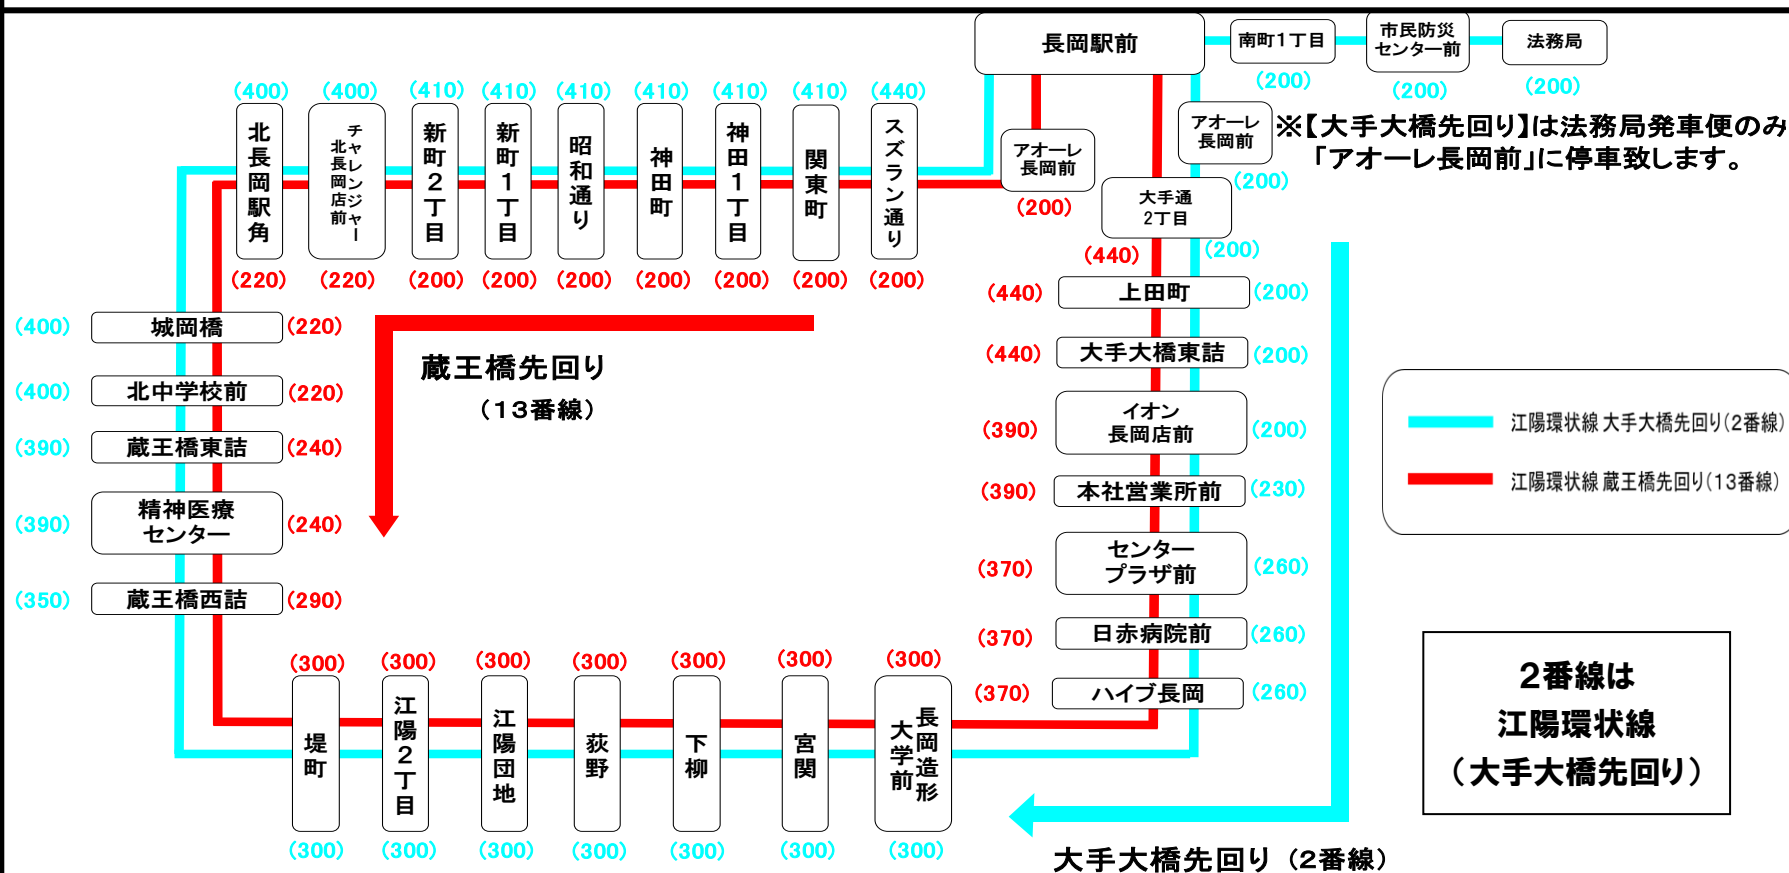 長岡駅前
南町1丁目
(200)
市民防災
センター前
(200)
法務局
(200)
アオーレ
長岡前
(200)
※【大手大橋先回り】は法務局発車便のみ
「アオーレ長岡前」に停車致します。
(400)
北長岡駅角
(220)
(400)
チャレンジャー
北長岡店前
(220)
(410)
新町2丁目
(200)
(410)
新町1丁目
(200)
(410)
昭和通り
(200)
(410)
神田町
(200)
(410)
神田1丁目
(200)
(410)
関東町
(200)
(440)
スズラン通り
(200)
アオーレ
長岡前
(200)
大手通
2丁目
(440)
(200)
(440)
上田町
(200)
(440)
大手大橋東詰
(200)
(390)
イオン
長岡店前
(200)
(390)
本社営業所前
(230)
(370)
センター
プラザ前
(260)
(370)
日赤病院前
(260)
(370)
ハイブ長岡
(260)
(400)
城岡橋
(220)
(400)
北中学校前
(220)
(390)
蔵王橋東詰
(240)
(390)
精神医療
センター
(240)
(350)
蔵王橋西詰
(290)
蔵王橋先回り
(13番線)
(300)
堤町
(300)
(300)
江陽2丁目
(300)
(300)
江陽団地
(300)
(300)
荻野
(300)
(300)
下柳
(300)
(300)
宮関
(300)
(300)
長岡造形
大学前
(300)
大手大橋先回り (2番線)
江陽環状線 大手大橋先回り(2番線)
江陽環状線 蔵王橋先回り(13番線)
2番線は
江陽環状線
(大手大橋先回り)